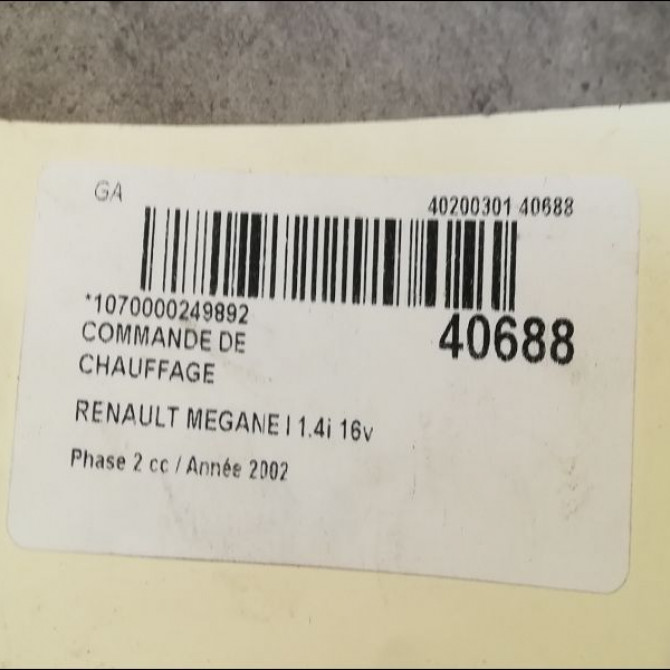 GA
40200301 40688
*1070000249892
40688
COMMANDE DE
CHAUFFAGE
RENAULT MEGANE I 1.4i 16v
Phase 2 cc / Année 2002